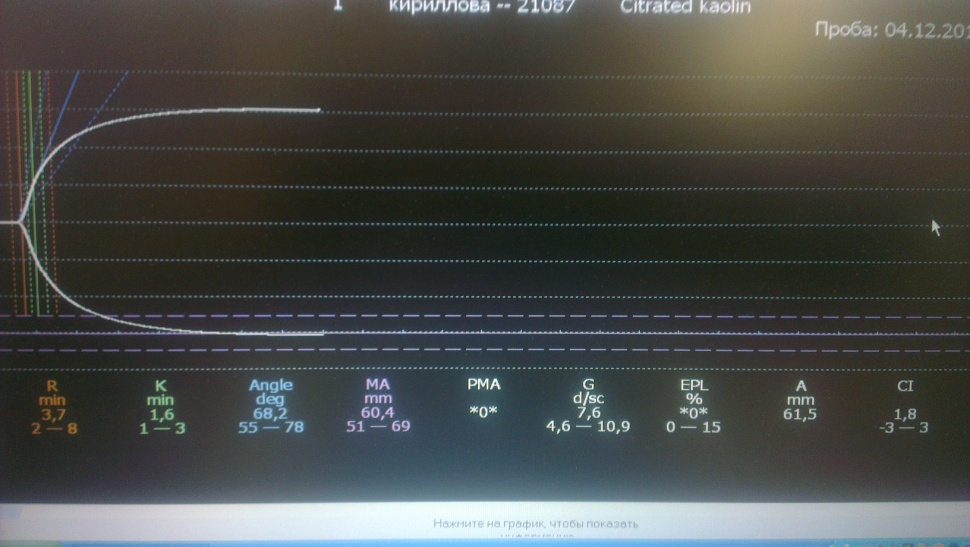 1 кириллова -- 21087 Citrated kaolin
Проба: 04.12.201
R K Angle MA PMA G EPL A CI
min min deg mm d/sc % mm
3,7 1,6 68,2 60,4 *0* 7,6 *0* 61,5 1,8
2 — 8 1 — 3 55 — 78 51 — 69 4,6 — 10,9 0 — 15 -3 — 3
Нажмите на график, чтобы показать